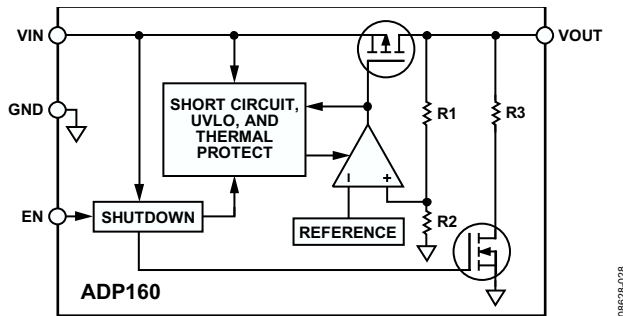 VIN
VOUT
GND
SHORT CIRCUIT,
UVLO, AND
THERMAL
PROTECT
R1
R3
EN
SHUTDOWN
REFERENCE
R2
ADP160
08628-028